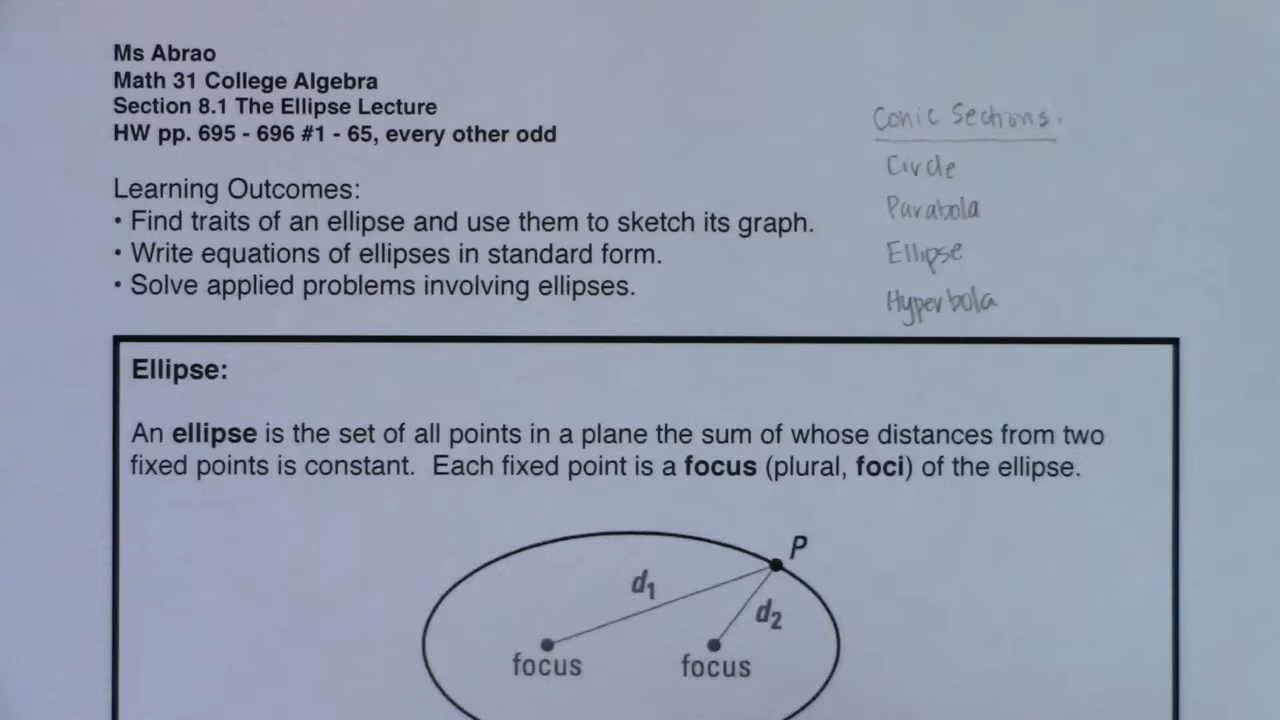 Ms Abrao
Math 31 College Algebra
Section 8.1 The Ellipse Lecture
HW pp. 695 - 696 #1 - 65, every other odd
Conic Sections.
Circle
Parabola
Ellipse
Hyperbola
Learning Outcomes:
• Find traits of an ellipse and use them to sketch its graph.
• Write equations of ellipses in standard form.
• Solve applied problems involving ellipses.
Ellipse:
An ellipse is the set of all points in a plane the sum of whose distances from two
fixed points is constant. Each fixed point is a focus (plural, foci) of the ellipse.
P
d₁
d₂
focus focus